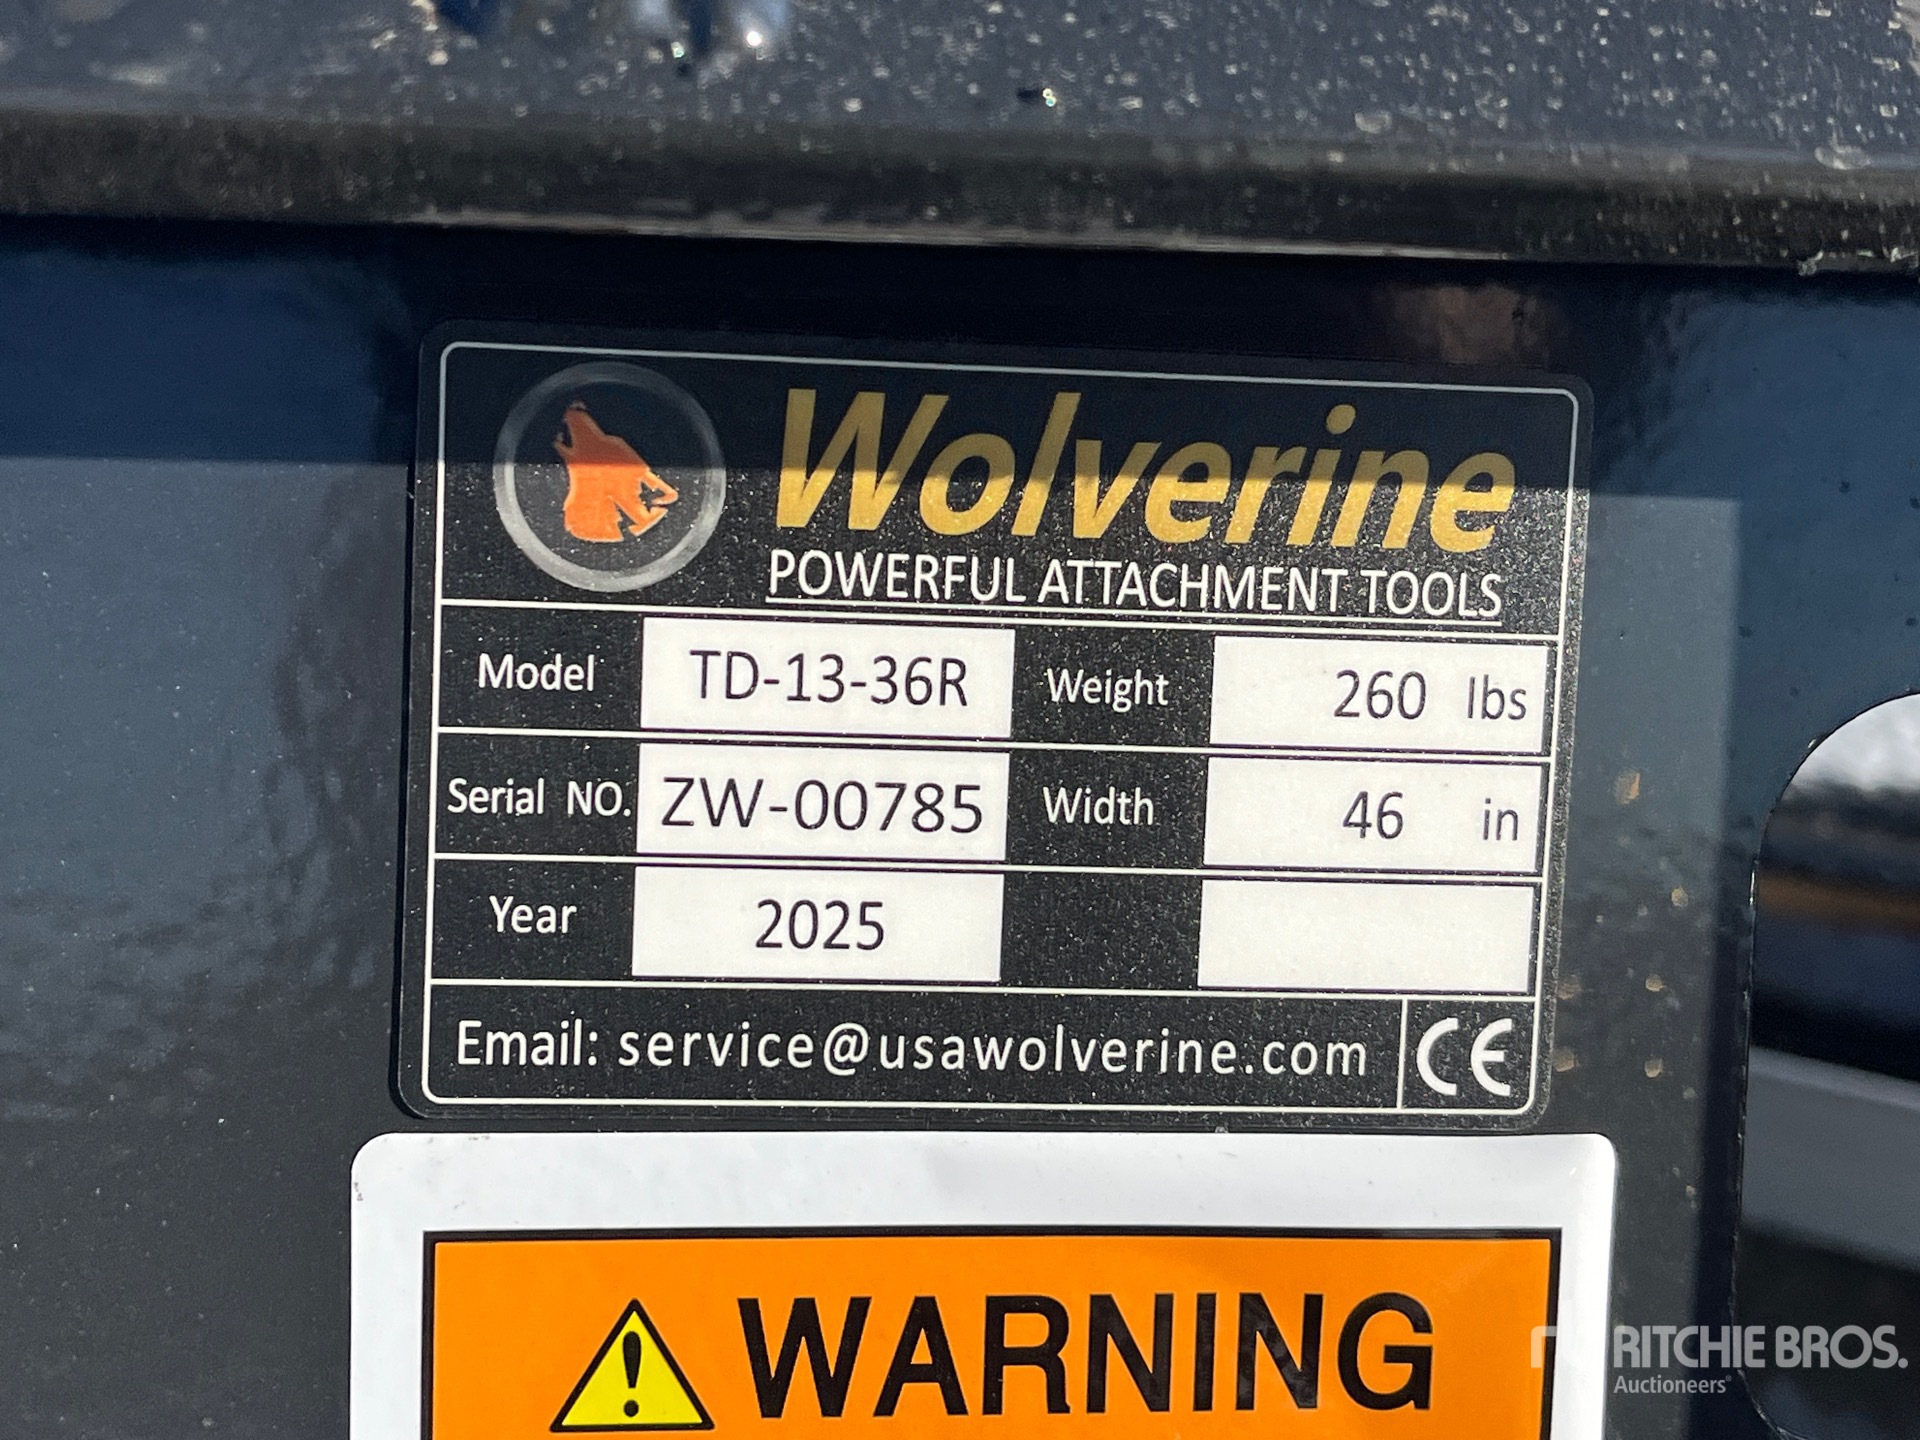 Wolverine
POWERFUL ATTACHMENT TOOLS
Model TD-13-36R Weight 260 lbs
Serial NO. ZW-00785 Width 46 in
Year 2025
Email: service@usawolverine.com CE
WARNING
RITCHIE BROS.
Auctioneers®